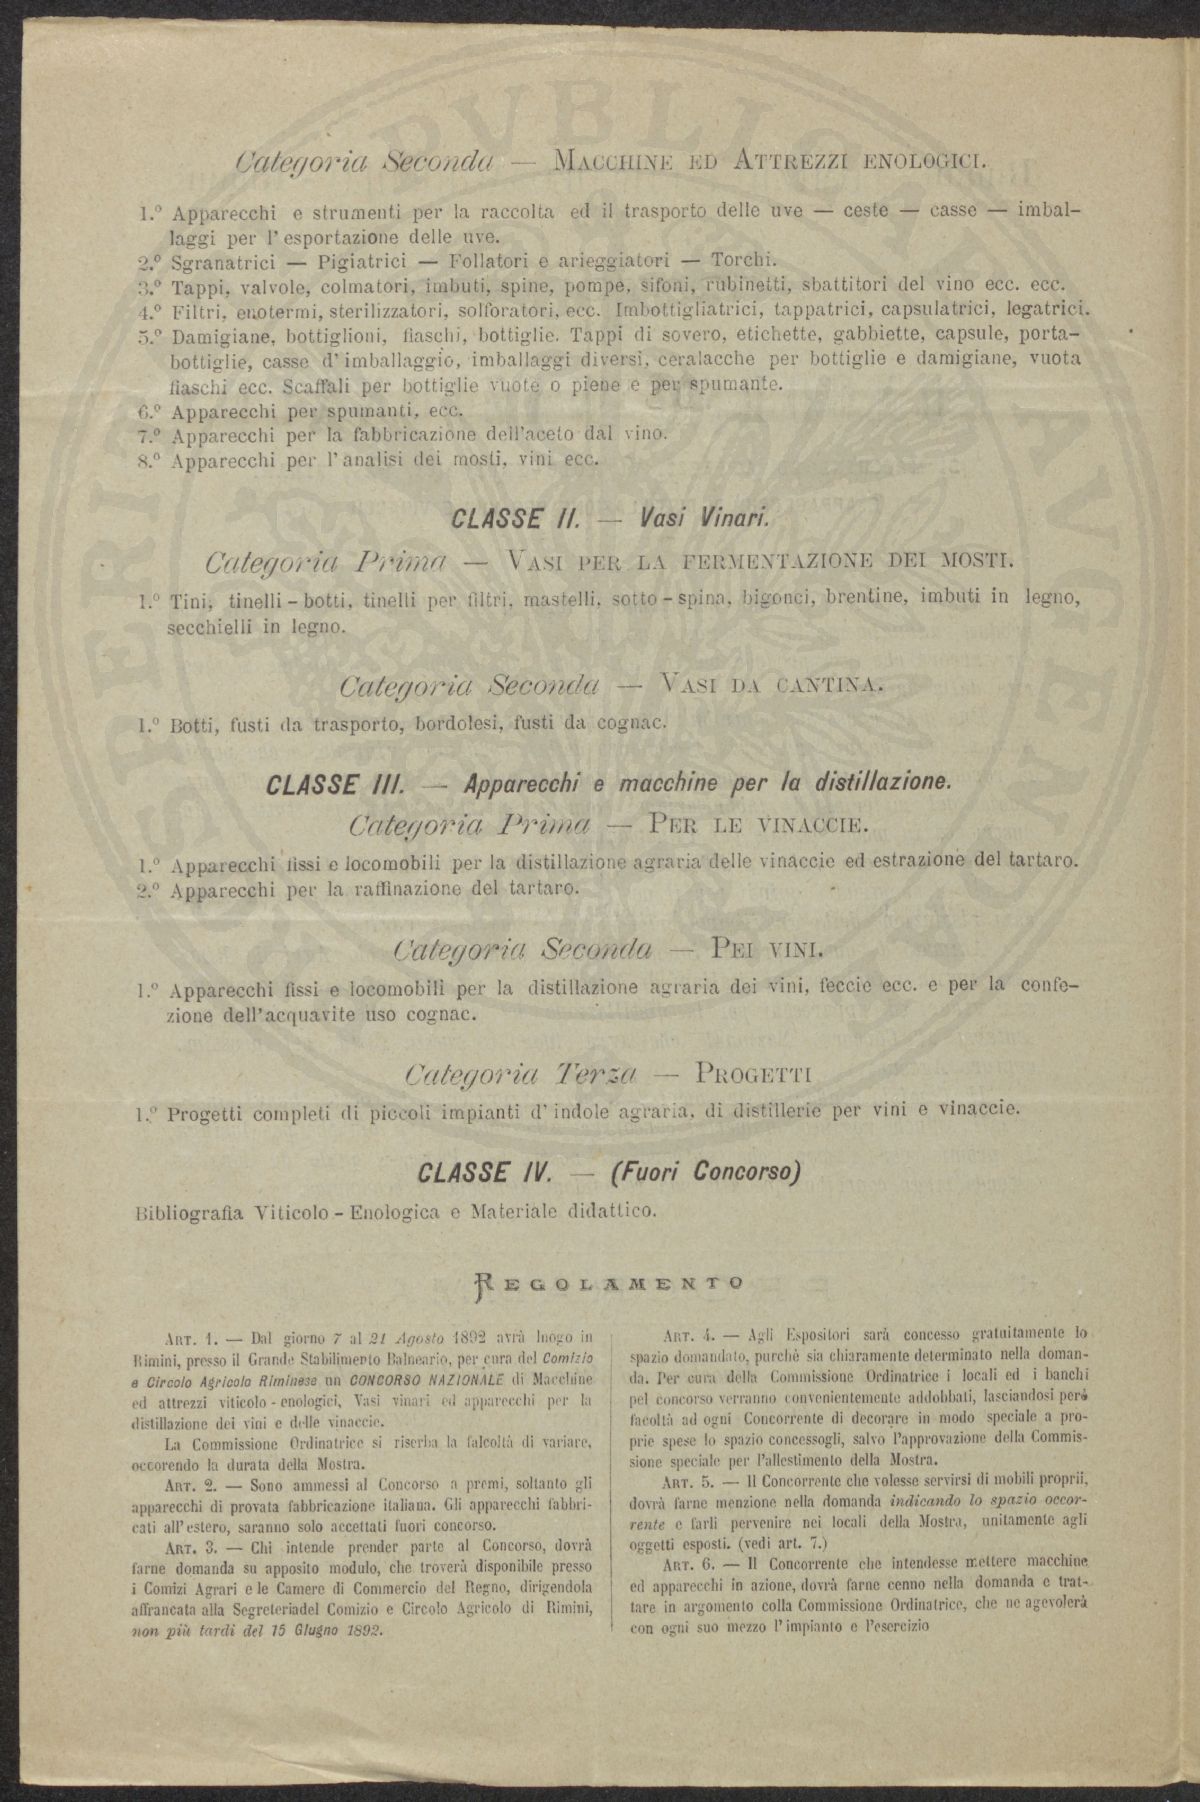 Categoria Seconda — MACCHINE ED ATTREZZI ENOLOGICI.
1.º Apparecchi e strumenti per la raccolta ed il trasporto delle uve — ceste — casse — imbal-
laggi per l'esportazione delle uve.
2.º Sgranatrici — Pigiatrici — Follatori e arieggiatori — Torchi.
3.º Tappi, valvole, colmatori, imbuti, spine, pompe, sifoni, rubinetti, sbattitori del vino ecc. ecc.
4.º Filtri, enotermi, sterilizzatori, solforatori, ecc. Imbottigliatrici, tappatrici, capsulatrici, legatrici.
5.º Damigiane, bottiglioni, fiaschi, bottiglie. Tappi di sovero, etichette, gabbiette, capsule, porta-
bottiglie, casse d'imballaggio, imballaggi diversi, ceralacche per bottiglie e damigiane, vuota
fiaschi ecc. Scaffali per bottiglie vuote o piene e per spumante.
6.º Apparecchi per spumanti, ecc.
7.º Apparecchi per la fabbricazione dell'aceto dal vino.
8.º Apparecchi per l'analisi dei mosti, vini ecc.
CLASSE II. — Vasi Vinari.
Categoria Prima — VASI PER LA FERMENTAZIONE DEI MOSTI.
1.º Tini, tinelli - botti, tinelli per filtri, mastelli, sotto - spina, bigonci, brentine, imbuti in legno,
secchielli in legno.
Categoria Seconda — VASI DA CANTINA.
1.º Botti, fusti da trasporto, bordolesi, fusti da cognac.
CLASSE III. — Apparecchi e macchine per la distillazione.
Categoria Prima — PER LE VINACCIE.
1.º Apparecchi fissi e locomobili per la distillazione agraria delle vinaccie ed estrazione del tartaro.
2.º Apparecchi per la raffinazione del tartaro.
Categoria Seconda — PEI VINI.
1.º Apparecchi fissi e locomobili per la distillazione agraria dei vini, feccie ecc. e per la confe-
zione dell'acquavite uso cognac.
Categoria Terza — PROGETTI
1.º Progetti completi di piccoli impianti d'indole agraria, di distillerie per vini e vinaccie.
CLASSE IV. — (Fuori Concorso)
Bibliografia Viticolo - Enologica e Materiale didattico.
REGOLAMENTO
ART. 1. — Dal giorno 7 al 21 Agosto 1892 avrà luogo in
Rimini, presso il Grande Stabilimento Balneario, per cura del Comizio
e Circolo Agricolo Riminese un CONCORSO NAZIONALE di Macchine
ed attrezzi viticolo - enologici, Vasi vinari ed apparecchi per la
distillazione dei vini e delle vinaccie.
La Commissione Ordinatrice si riserba la falcoltà di variare,
occorendo la durata della Mostra.
ART. 2. — Sono ammessi al Concorso a premi, soltanto gli
apparecchi di provata fabbricazione italiana. Gli apparecchi fabbri-
cati all'estero, saranno solo accettati fuori concorso.
ART. 3. — Chi intende prender parte al Concorso, dovrà
farne domanda su apposito modulo, che troverà disponibile presso
i Comizi Agrari e le Camere di Commercio del Regno, dirigendola
affrancata alla Segreteriadel Comizio e Circolo Agricolo di Rimini,
non più tardi del 15 Giugno 1892.
ART. 4. — Agli Espositori sarà concesso gratuitamente lo
spazio domandato, purchè sia chiaramente determinato nella doman-
da. Per cura della Commissione Ordinatrice i locali ed i banchi
pel concorso verranno convenientemente addobbati, lasciandosi però
facoltà ad ogni Concorrente di decorare in modo speciale a pro-
prie spese lo spazio concessogli, salvo l'approvazione della Commis-
sione speciale per l'allestimento della Mostra.
ART. 5. — Il Concorrente che volesse servirsi di mobili proprii,
dovrà farne menzione nella domanda indicando lo spazio occor-
rente e farli pervenire nei locali della Mostra, unitamente agli
oggetti esposti. (vedi art. 7.)
ART. 6. — Il Concorrente che intendesse mettere macchine
ed apparecchi in azione, dovrà farne cenno nella domanda e trat-
tare in argomento colla Commissione Ordinatrice, che ne agevolerà
con ogni suo mezzo l'impianto e l'esercizio